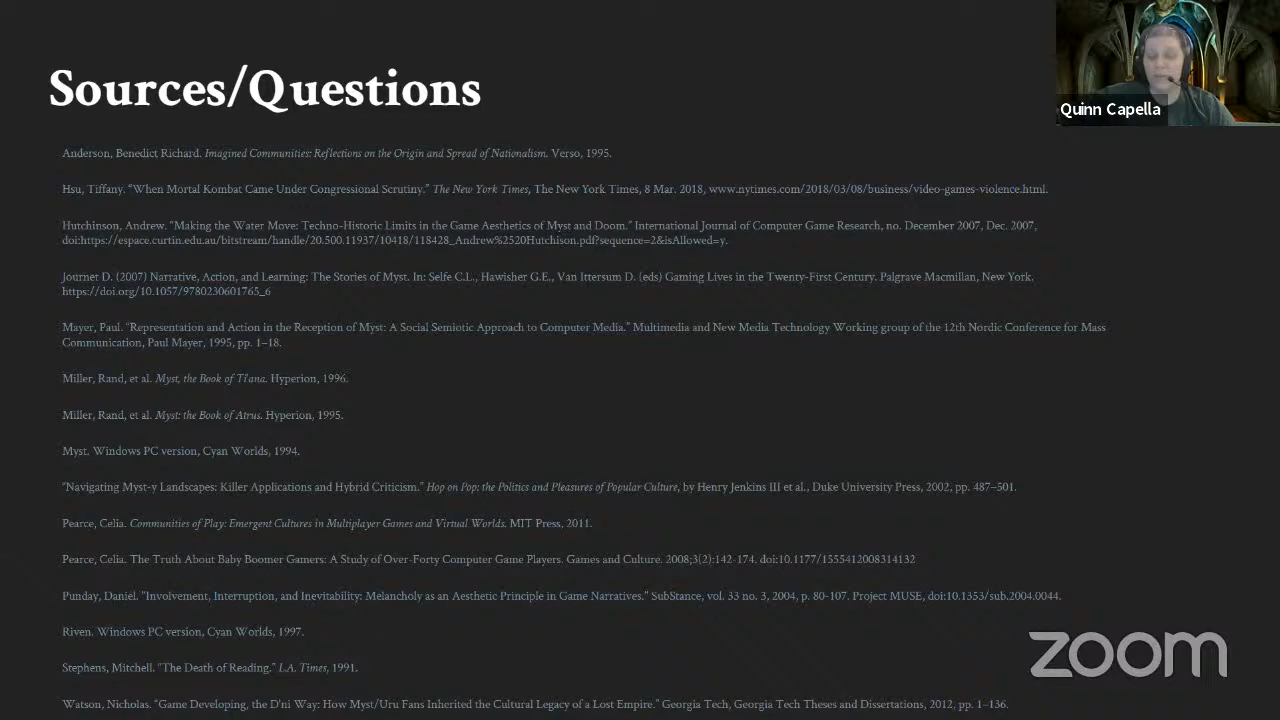 Sources/Questions
Quinn Capella
Anderson, Benedict Richard. Imagined Communities: Reflections on the Origin and Spread of Nationalism. Verso, 1995.
Hsu, Tiffany. “When Mortal Kombat Came Under Congressional Scrutiny.” The New York Times, The New York Times, 8 Mar. 2018, www.nytimes.com/2018/03/08/business/video-games-violence.html.
Hutchinson, Andrew. “Making the Water Move: Techno-Historic Limits in the Game Aesthetics of Myst and Doom.” International Journal of Computer Game Research, no. December 2007, Dec. 2007,
doi:https://espace.curtin.edu.au/bitstream/handle/20.500.11937/10418/118428_Andrew%2520Hutchison.pdf?sequence=2&isAllowed=y.
Journet D. (2007) Narrative, Action, and Learning: The Stories of Myst. In: Selfe C.L., Hawisher G.E., Van Ittersum D. (eds) Gaming Lives in the Twenty-First Century. Palgrave Macmillan, New York.
https://doi.org/10.1057/9780230601765_6
Mayer, Paul. “Representation and Action in the Reception of Myst: A Social Semiotic Approach to Computer Media.” Multimedia and New Media Technology Working group of the 12th Nordic Conference for Mass
Communication, Paul Mayer, 1995, pp. 1–18.
Miller, Rand, et al. Myst, the Book of Ti'ana. Hyperion, 1996.
Miller, Rand, et al. Myst: the Book of Atrus. Hyperion, 1995.
Myst. Windows PC version, Cyan Worlds, 1994.
“Navigating Myst-y Landscapes: Killer Applications and Hybrid Criticism.” Hop on Pop: the Politics and Pleasures of Popular Culture, by Henry Jenkins III et al., Duke University Press, 2002, pp. 487–501.
Pearce, Celia. Communities of Play: Emergent Cultures in Multiplayer Games and Virtual Worlds. MIT Press, 2011.
Pearce, Celia. The Truth About Baby Boomer Gamers: A Study of Over-Forty Computer Game Players. Games and Culture. 2008;3(2):142-174. doi:10.1177/1555412008314132
Punday, Daniel. "Involvement, Interruption, and Inevitability: Melancholy as an Aesthetic Principle in Game Narratives." SubStance, vol. 33 no. 3, 2004, p. 80-107. Project MUSE, doi:10.1353/sub.2004.0044.
Riven. Windows PC version, Cyan Worlds, 1997.
Stephens, Mitchell. “The Death of Reading.” L.A. Times, 1991.
Watson, Nicholas. “Game Developing, the D'ni Way: How Myst/Uru Fans Inherited the Cultural Legacy of a Lost Empire.” Georgia Tech, Georgia Tech Theses and Dissertations, 2012, pp. 1–136.
zoom